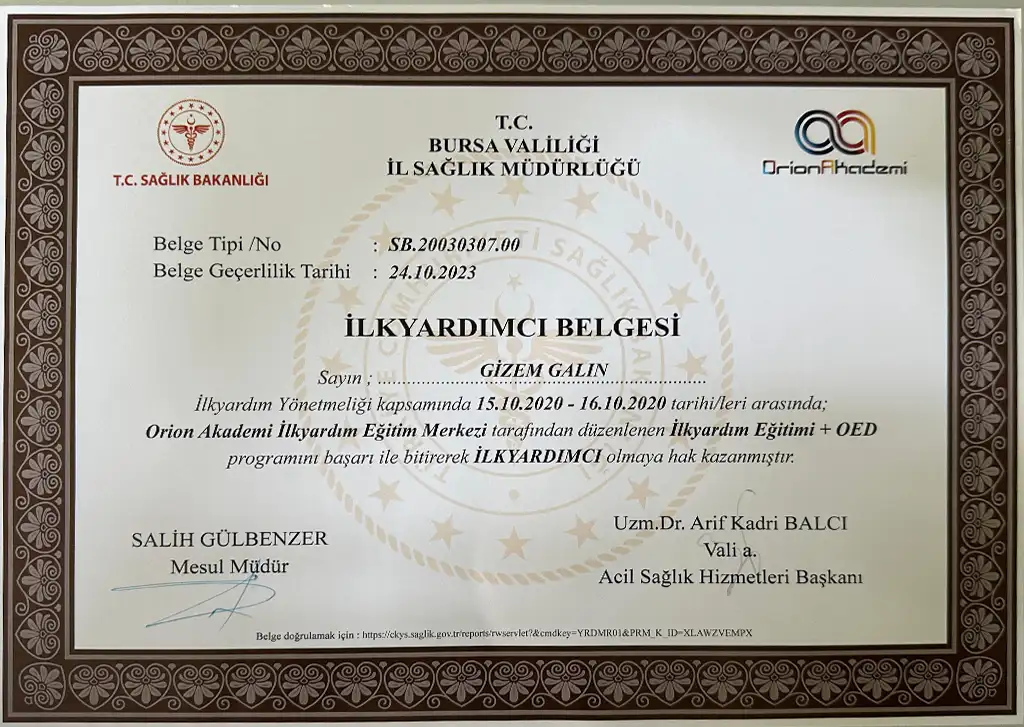 T.C.
BURSA VALİLİĞİ
İL SAĞLIK MÜDÜRLÜĞÜ
T.C. SAĞLIK BAKANLIĞI
OrionAkademi
Belge Tipi /No : SB.20030307.00
Belge Geçerlilik Tarihi : 24.10.2023
İLKYARDIMCI BELGESİ
Sayın ; GİZEM GALIN
İlkyardım Yönetmeliği kapsamında 15.10.2020 - 16.10.2020 tarihi/leri arasında;
Orion Akademi İlkyardım Eğitim Merkezi tarafından düzenlenen İlkyardım Eğitimi + OED
programını başarı ile bitirerek İLKYARDIMCI olmaya hak kazanmıştır.
SALİH GÜLBENZER
Mesul Müdür
Uzm.Dr. Arif Kadri BALCI
Vali a.
Acil Sağlık Hizmetleri Başkanı
Belge doğrulamak için : https://ckys.saglik.gov.tr/reports/rwservlet?&cmdkey=YRDMR01&PRM_K_ID=XLAWZVEMPX